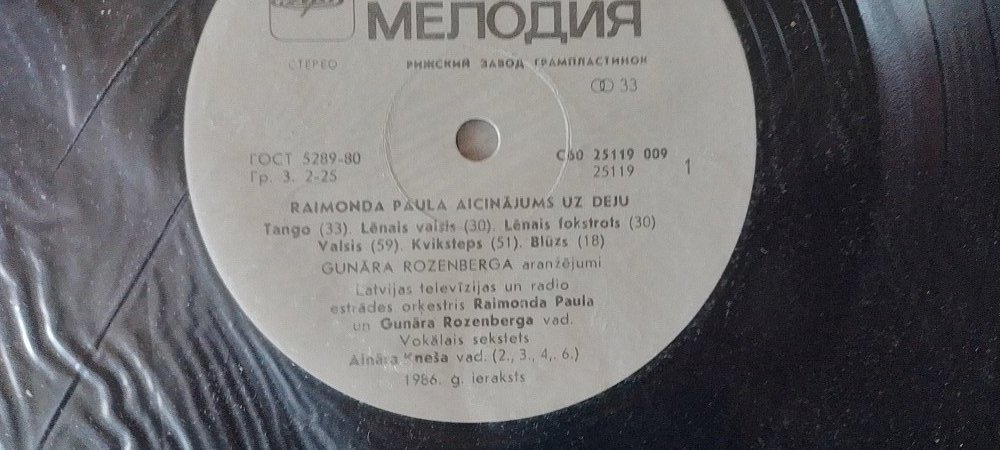 МЕЛОДИЯ
СТЕРЕО РИЖСКИЙ ЗАВОД ГРАМПЛАСТИНОК
33
ГОСТ 5289-80 С60 25119 009
Гр. 3. 2-25 25119 1
RAIMONDA PAULA AICINĀJUMS UZ DEJU
Tango (33). Lēnais valsis (30). Lēnais fokstrots (30)
Valsis (59). Kviksteps (51). Blūzs (18)
GUNĀRA ROZENBERGA aranžējumi
Latvijas televīzijas un radio
estrādes orķestris Raimonda Paula
un Gunāra Rozenberga vad.
Vokālais sekstets
Aināra Kneša vad. (2., 3., 4,. 6.)
1986. g. ieraksts